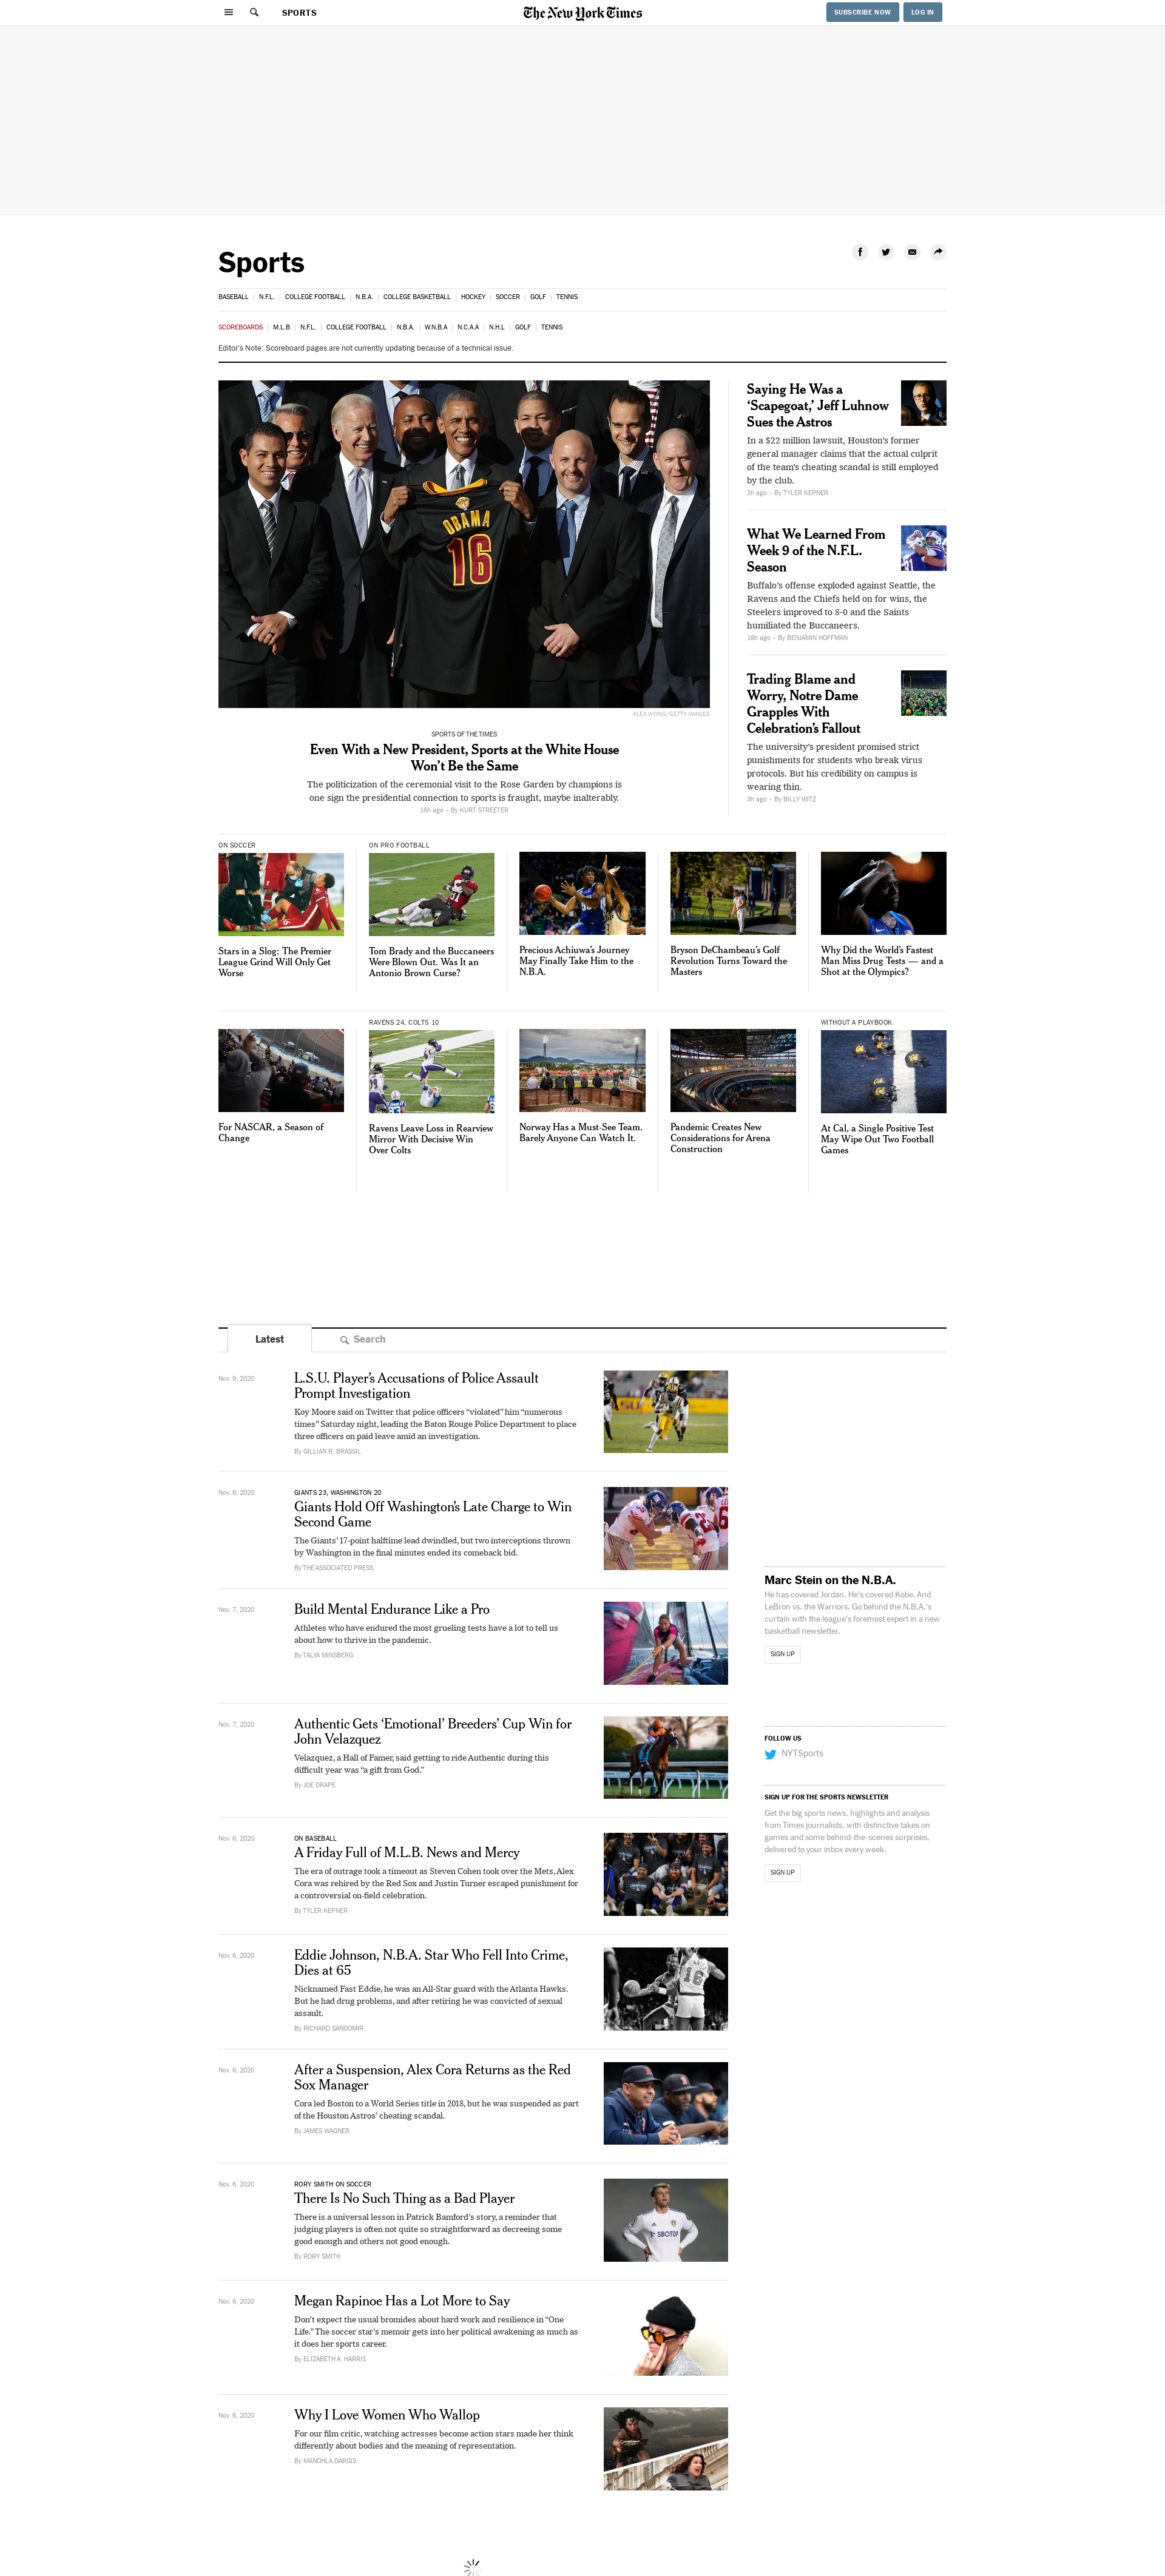 SPORTS
The New York Times
SUBSCRIBE NOW
LOG IN
Sports
BASEBALL
N.F.L.
COLLEGE FOOTBALL
N.B.A.
COLLEGE BASKETBALL
HOCKEY
SOCCER
GOLF
TENNIS
SCOREBOARDS
M.L.B
N.F.L.
COLLEGE FOOTBALL
N.B.A.
W.N.B.A
N.C.A.A
N.H.L
GOLF
TENNIS
Editor's Note: Scoreboard pages are not currently updating because of a technical issue.
OBAMA
16
ALEX WONG/GETTY IMAGES
SPORTS OF THE TIMES
Even With a New President, Sports at the White House
Won't Be the Same
The politicization of the ceremonial visit to the Rose Garden by champions is
one sign the presidential connection to sports is fraught, maybe inalterably.
16h ago • By KURT STREETER
Saying He Was a
‘Scapegoat,’ Jeff Luhnow
Sues the Astros
In a $22 million lawsuit, Houston's former
general manager claims that the actual culprit
of the team's cheating scandal is still employed
by the club.
3h ago • By TYLER KEPNER
What We Learned From
Week 9 of the N.F.L.
Season
Buffalo's offense exploded against Seattle, the
Ravens and the Chiefs held on for wins, the
Steelers improved to 8-0 and the Saints
humiliated the Buccaneers.
18h ago • By BENJAMIN HOFFMAN
Trading Blame and
Worry, Notre Dame
Grapples With
Celebration's Fallout
The university's president promised strict
punishments for students who break virus
protocols. But his credibility on campus is
wearing thin.
3h ago • By BILLY WITZ
ON SOCCER
Stars in a Slog: The Premier
League Grind Will Only Get
Worse
ON PRO FOOTBALL
Tom Brady and the Buccaneers
Were Blown Out. Was It an
Antonio Brown Curse?
Precious Achiuwa's Journey
May Finally Take Him to the
N.B.A.
Bryson DeChambeau's Golf
Revolution Turns Toward the
Masters
Why Did the World's Fastest
Man Miss Drug Tests — and a
Shot at the Olympics?
For NASCAR, a Season of
Change
RAVENS 24, COLTS 10
Ravens Leave Loss in Rearview
Mirror With Decisive Win
Over Colts
Norway Has a Must-See Team.
Barely Anyone Can Watch It.
Pandemic Creates New
Considerations for Arena
Construction
WITHOUT A PLAYBOOK
At Cal, a Single Positive Test
May Wipe Out Two Football
Games
Latest
Search
Nov. 9, 2020
L.S.U. Player's Accusations of Police Assault
Prompt Investigation
Koy Moore said on Twitter that police officers “violated” him “numerous
times” Saturday night, leading the Baton Rouge Police Department to place
three officers on paid leave amid an investigation.
By GILLIAN R. BRASSIL
Nov. 8, 2020
GIANTS 23, WASHINGTON 20
Giants Hold Off Washington's Late Charge to Win
Second Game
The Giants' 17-point halftime lead dwindled, but two interceptions thrown
by Washington in the final minutes ended its comeback bid.
By THE ASSOCIATED PRESS
Nov. 7, 2020
Build Mental Endurance Like a Pro
Athletes who have endured the most grueling tests have a lot to tell us
about how to thrive in the pandemic.
By TALYA MINSBERG
Nov. 7, 2020
Authentic Gets ‘Emotional’ Breeders' Cup Win for
John Velazquez
Velazquez, a Hall of Famer, said getting to ride Authentic during this
difficult year was “a gift from God.”
By JOE DRAPE
Nov. 6, 2020
ON BASEBALL
A Friday Full of M.L.B. News and Mercy
The era of outrage took a timeout as Steven Cohen took over the Mets, Alex
Cora was rehired by the Red Sox and Justin Turner escaped punishment for
a controversial on-field celebration.
By TYLER KEPNER
Nov. 6, 2020
Eddie Johnson, N.B.A. Star Who Fell Into Crime,
Dies at 65
Nicknamed Fast Eddie, he was an All-Star guard with the Atlanta Hawks.
But he had drug problems, and after retiring he was convicted of sexual
assault.
By RICHARD SANDOMIR
Nov. 6, 2020
After a Suspension, Alex Cora Returns as the Red
Sox Manager
Cora led Boston to a World Series title in 2018, but he was suspended as part
of the Houston Astros' cheating scandal.
By JAMES WAGNER
Nov. 6, 2020
RORY SMITH ON SOCCER
There Is No Such Thing as a Bad Player
There is a universal lesson in Patrick Bamford's story, a reminder that
judging players is often not quite so straightforward as decreeing some
good enough and others not good enough.
By RORY SMITH
SBOTOP
Nov. 6, 2020
Megan Rapinoe Has a Lot More to Say
Don't expect the usual bromides about hard work and resilience in “One
Life.” The soccer star's memoir gets into her political awakening as much as
it does her sports career.
By ELIZABETH A. HARRIS
Nov. 6, 2020
Why I Love Women Who Wallop
For our film critic, watching actresses become action stars made her think
differently about bodies and the meaning of representation.
By MANOHLA DARGIS
Marc Stein on the N.B.A.
He has covered Jordan. He's covered Kobe. And
LeBron vs. the Warriors. Go behind the N.B.A.'s
curtain with the league's foremost expert in a new
basketball newsletter.
SIGN UP
FOLLOW US
NYTSports
SIGN UP FOR THE SPORTS NEWSLETTER
Get the big sports news, highlights and analysis
from Times journalists, with distinctive takes on
games and some behind-the-scenes surprises,
delivered to your inbox every week.
SIGN UP